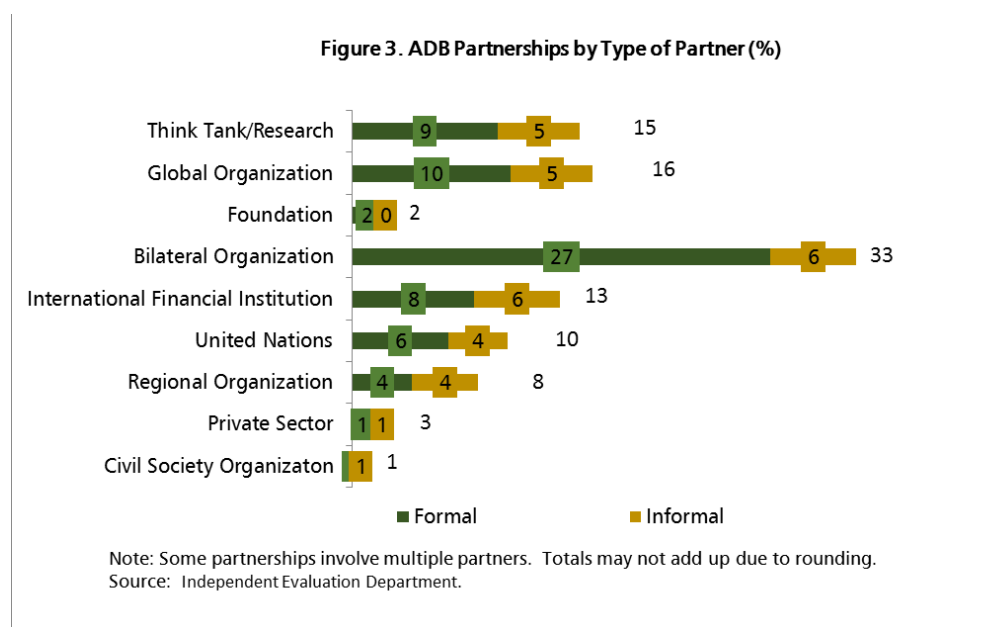 Figure 3. ADB Partnerships by Type of Partner (%)
Think Tank/Research 9 5 15
Global Organization 10 5 16
Foundation 2 0 2
Bilateral Organization 27 6 33
International Financial Institution 8 6 13
United Nations 6 4 10
Regional Organization 4 4 8
Private Sector 1 1 3
Civil Society Organizaton 1 1
Formal Informal
Note: Some partnerships involve multiple partners. Totals may not add up due to rounding.
Source: Independent Evaluation Department.